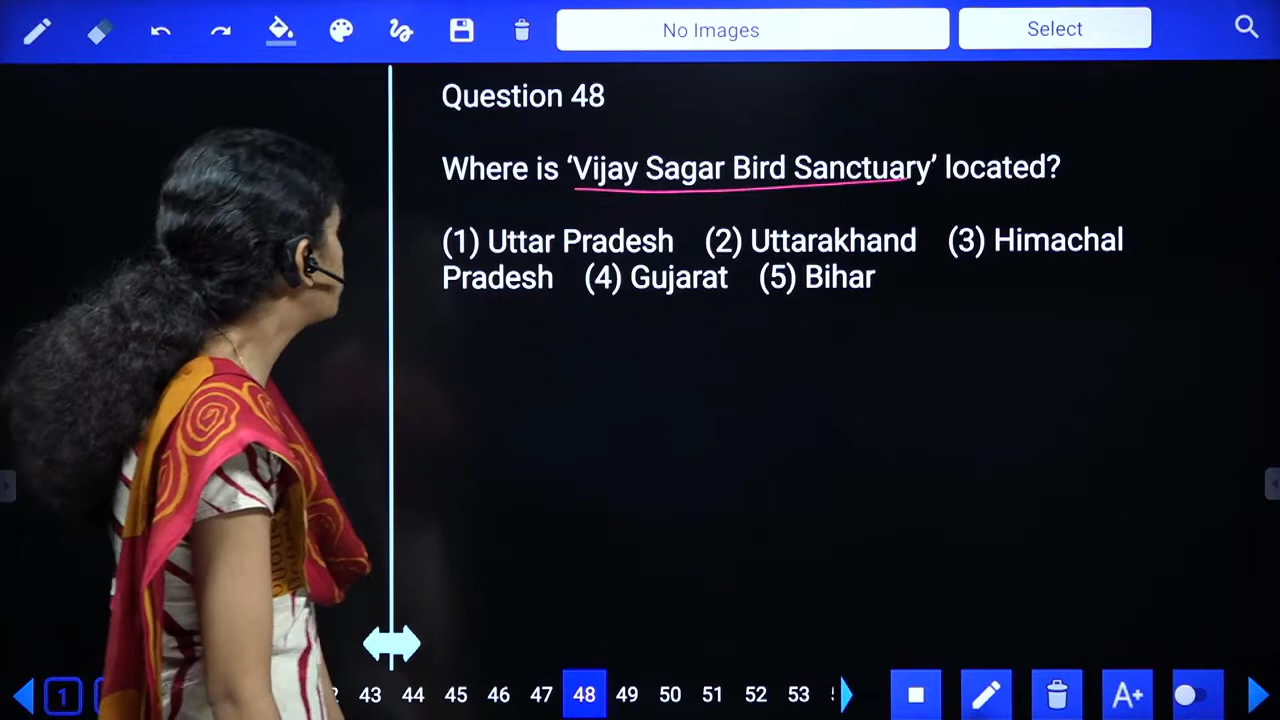 No Images
Select
Question 48
Where is ‘Vijay Sagar Bird Sanctuary’ located?
(1) Uttar Pradesh (2) Uttarakhand (3) Himachal
Pradesh (4) Gujarat (5) Bihar
1 43 44 45 46 47 48 49 50 51 52 53
A+